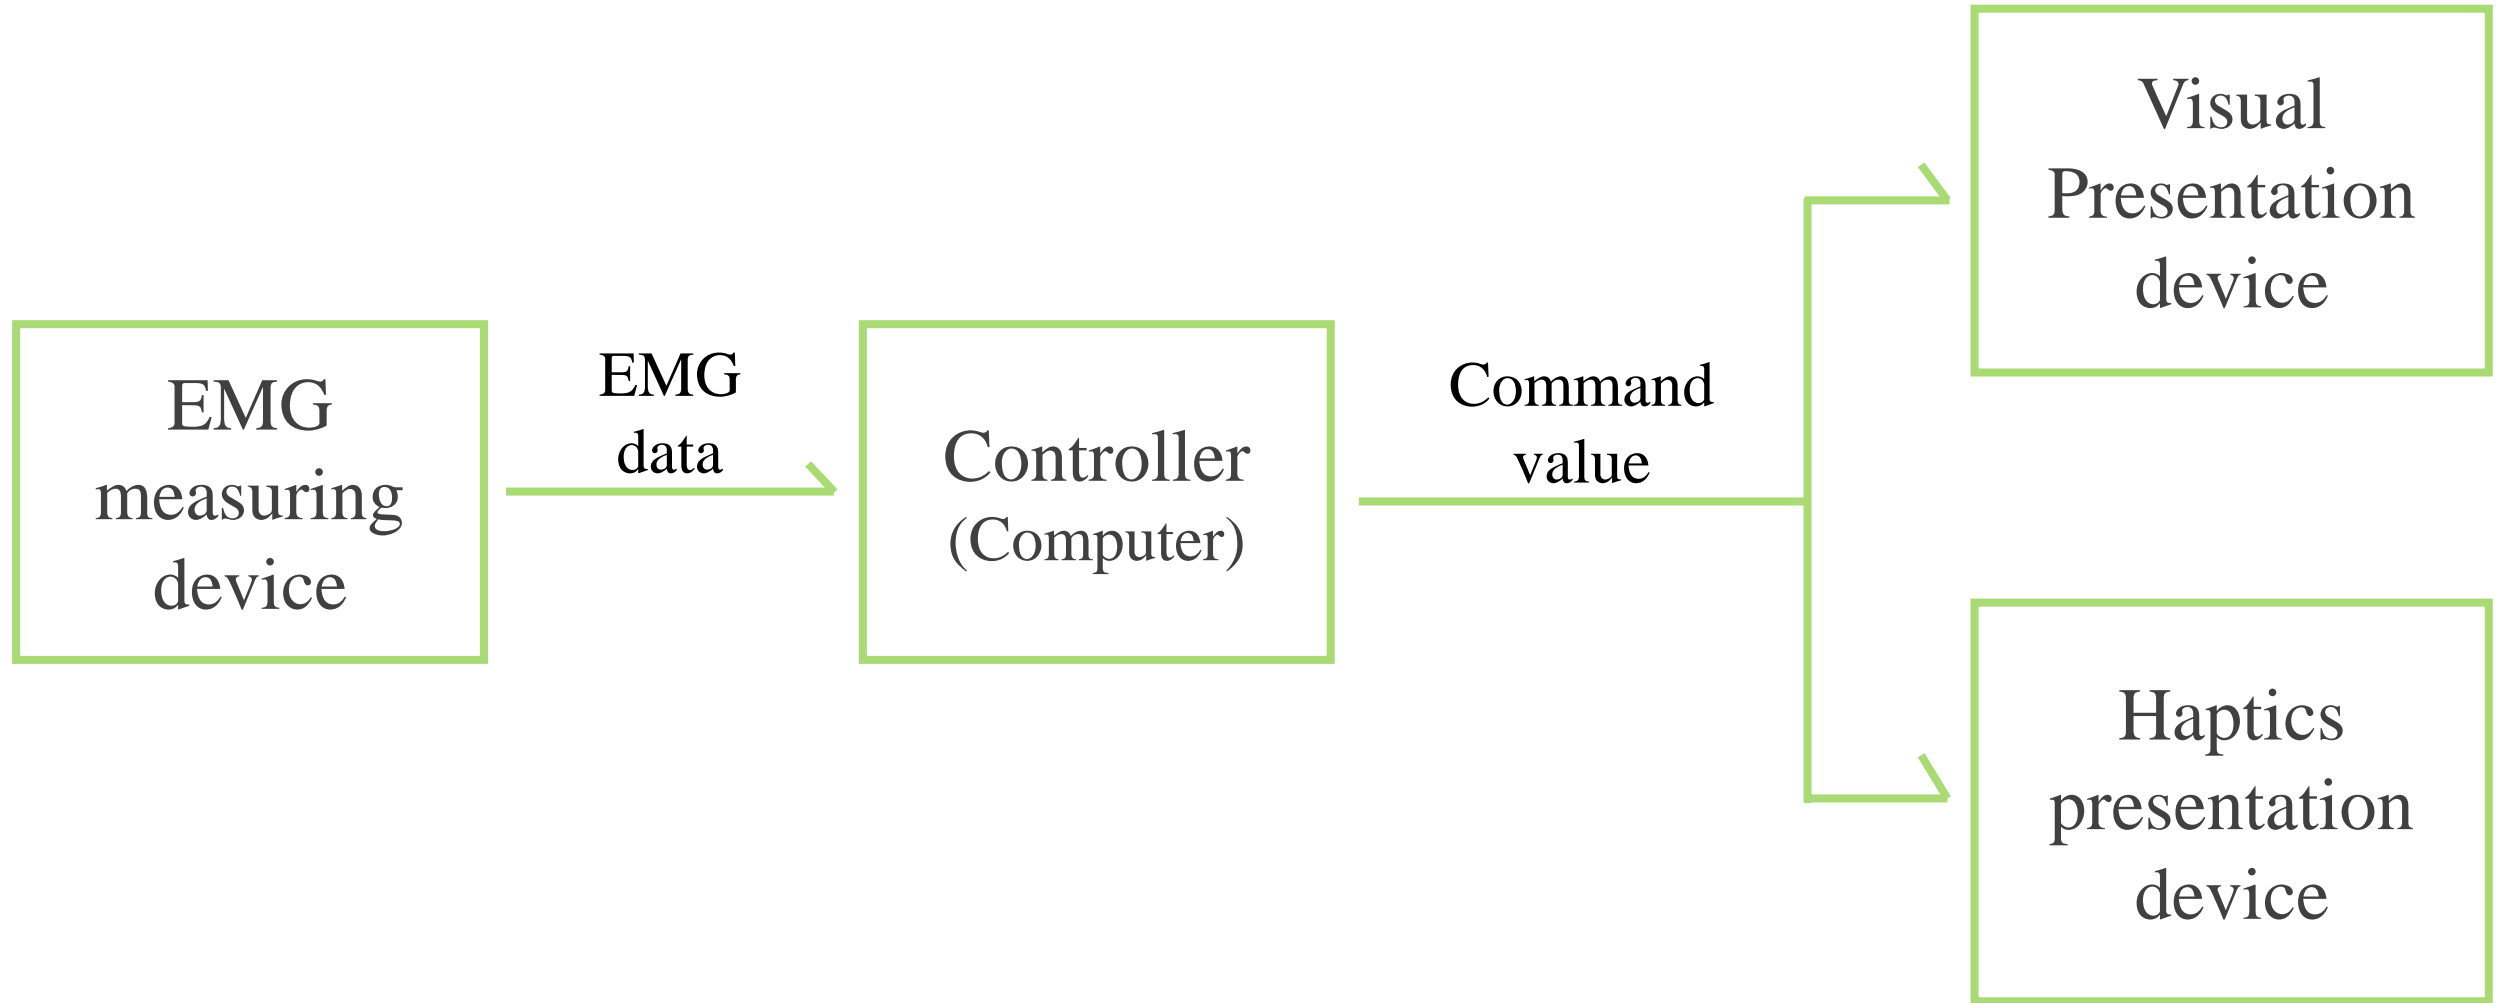 EMG
measuring
device
EMG
data
Controller
(Computer)
Command
value
Visual
Presentation
device
Haptics
presentation
device